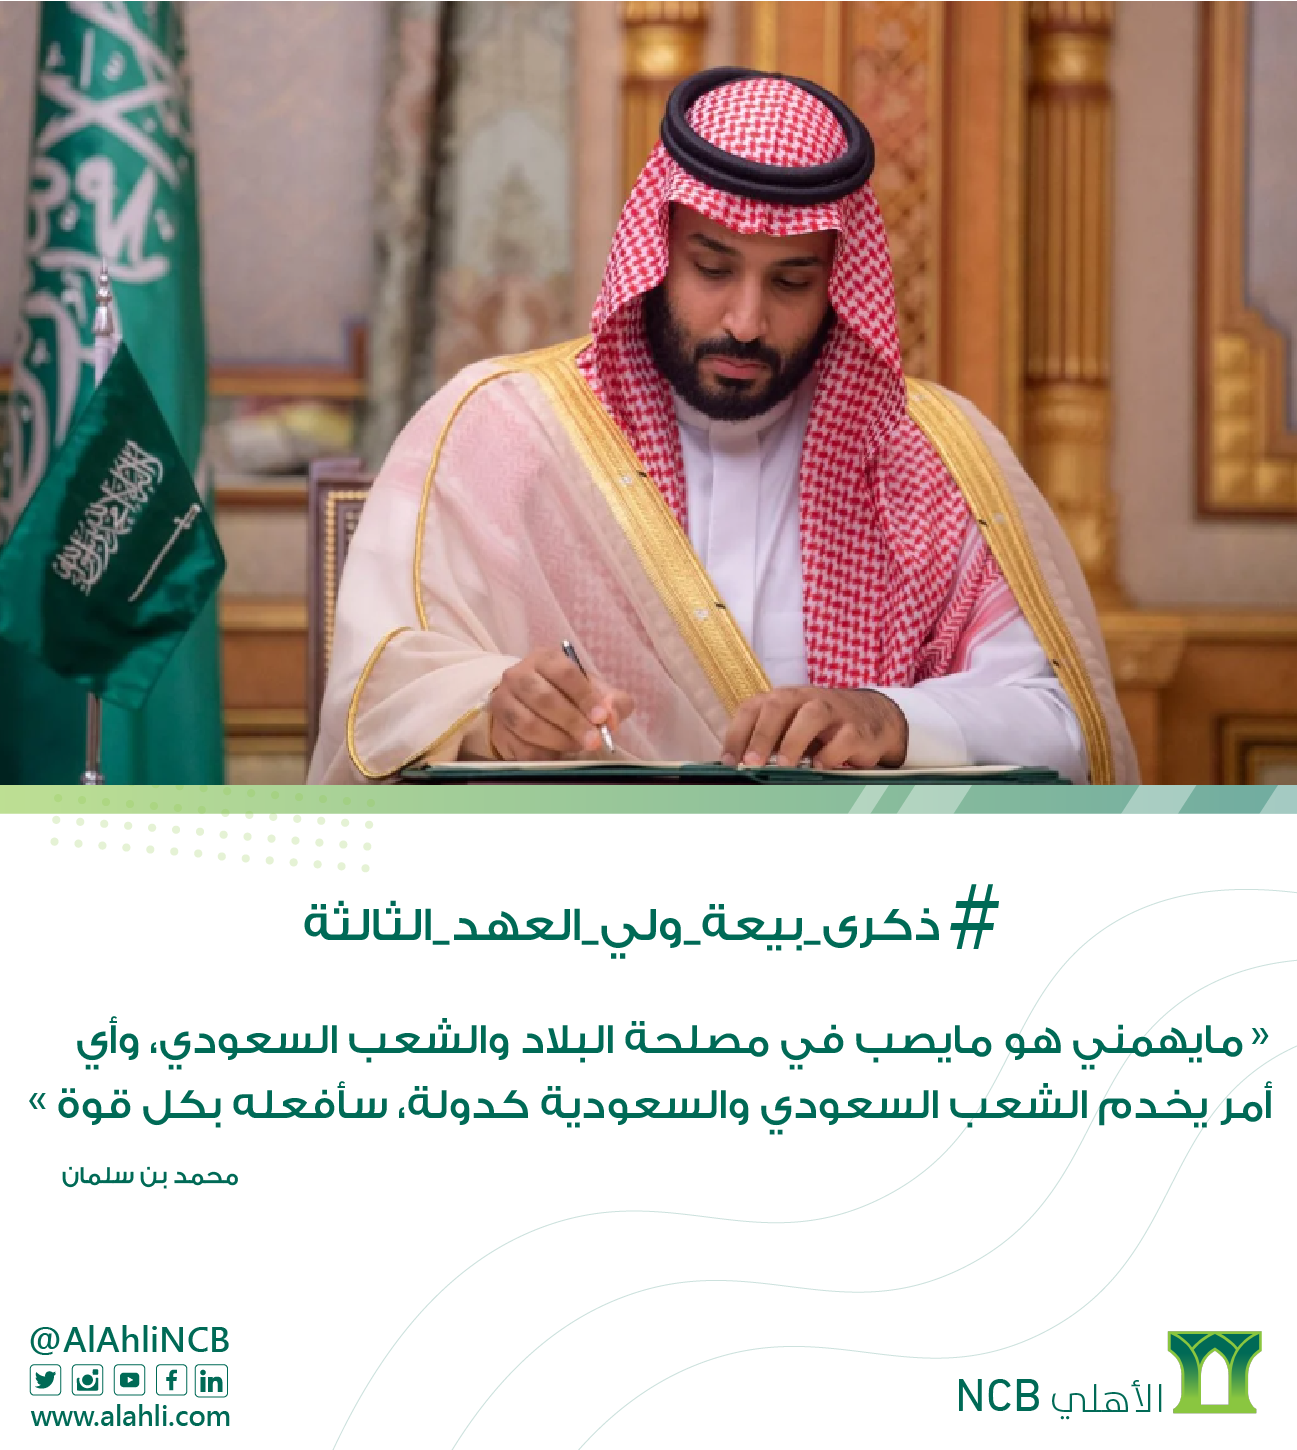 #ذكرى_بيعة_ولي_العهد_الثالثة
«مايهمني هو مايصب في مصلحة البلاد والشعب السعودي، وأي
أمر يخدم الشعب السعودي والسعودية كدولة، سأفعله بكل قوة»
محمد بن سلمان
@AlAhliNCB
www.alahli.com
NCB الأهلي